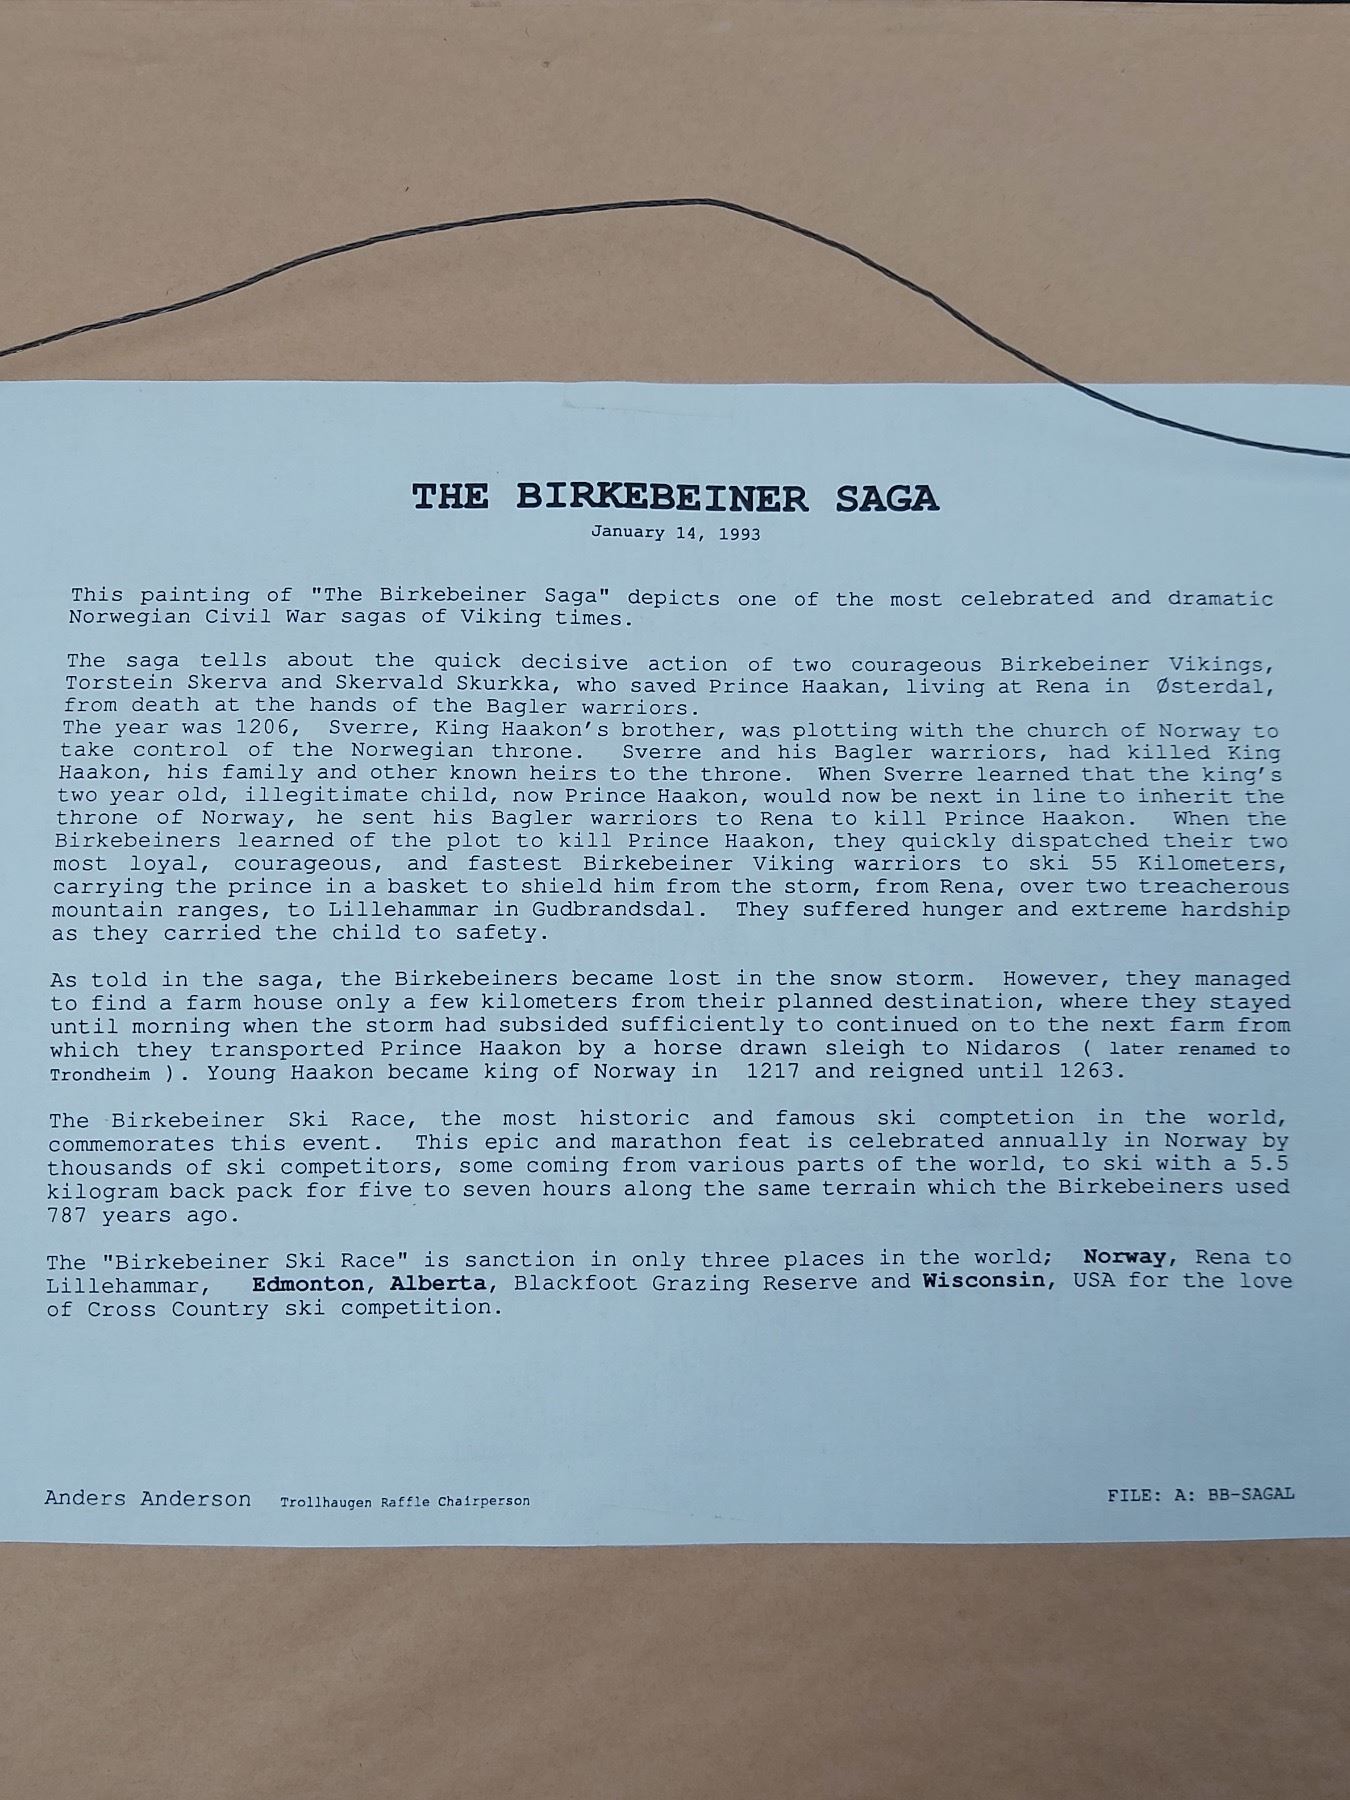 THE BIRKEBEINER SAGA
January 14, 1993
This painting of "The Birkebeiner Saga" depicts one of the most celebrated and dramatic
Norwegian Civil War sagas of Viking times.
The saga tells about the quick decisive action of two courageous Birkebeiner Vikings,
Torstein Skerva and Skervald Skurkka, who saved Prince Haakan, living at Rena in Østerdal,
from death at the hands of the Bagler warriors.
The year was 1206, Sverre, King Haakon's brother, was plotting with the church of Norway to
take control of the Norwegian throne. Sverre and his Bagler warriors, had killed King
Haakon, his family and other known heirs to the throne. When Sverre learned that the king's
two year old, illegitimate child, now Prince Haakon, would now be next in line to inherit the
throne of Norway, he sent his Bagler warriors to Rena to kill Prince Haakon. When the
Birkebeiners learned of the plot to kill Prince Haakon, they quickly dispatched their two
most loyal, courageous, and fastest Birkebeiner Viking warriors to ski 55 Kilometers,
carrying the prince in a basket to shield him from the storm, from Rena, over two treacherous
mountain ranges, to Lillehammar in Gudbrandsdal. They suffered hunger and extreme hardship
as they carried the child to safety.
As told in the saga, the Birkebeiners became lost in the snow storm. However, they managed
to find a farm house only a few kilometers from their planned destination, where they stayed
until morning when the storm had subsided sufficiently to continued on to the next farm from
which they transported Prince Haakon by a horse drawn sleigh to Nidaros ( later renamed to
Trondheim ). Young Haakon became king of Norway in 1217 and reigned until 1263.
The Birkebeiner Ski Race, the most historic and famous ski comptetion in the world,
commemorates this event. This epic and marathon feat is celebrated annually in Norway by
thousands of ski competitors, some coming from various parts of the world, to ski with a 5.5
kilogram back pack for five to seven hours along the same terrain which the Birkebeiners used
787 years ago.
The "Birkebeiner Ski Race" is sanction in only three places in the world; Norway, Rena to
Lillehammar, Edmonton, Alberta, Blackfoot Grazing Reserve and Wisconsin, USA for the love
of Cross Country ski competition.
Anders Anderson Trollhaugen Raffle Chairperson FILE: A: BB-SAGAL